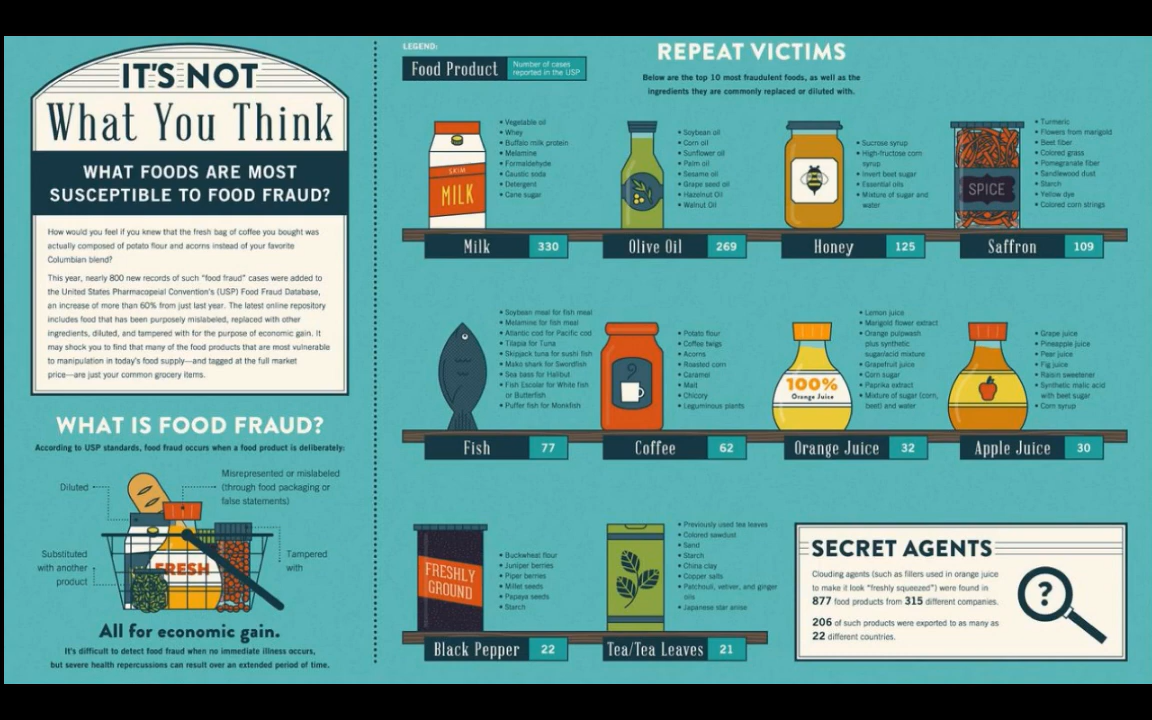 IT'S NOT
What You Think
WHAT FOODS ARE MOST
SUSCEPTIBLE TO FOOD FRAUD?
How would you feel if you knew that the fresh bag of coffee you bought was
actually composed of potato flour and acorns instead of your favorite
Columbian blend?
This year, nearly 800 new records of such "food fraud" cases were added to
the United States Pharmacopeial Convention's (USP) Food Fraud Database,
an increase of more than 60% from just last year. The latest online repository
includes food that has been purposely mislabeled, replaced with other
ingredients, diluted, and tampered with for the purpose of economic gain. It
may shock you to find that many of the food products that are most vulnerable
to manipulation in today's food supply—and tagged at the full market
price—are just your common grocery items.
WHAT IS FOOD FRAUD?
According to USP standards, food fraud occurs when a food product is deliberately:
Diluted
Misrepresented or mislabeled
(through food packaging or
false statements)
Substituted
with another
product
Tampered
with
FRESH
All for economic gain.
It's difficult to detect food fraud when no immediate illness occurs,
but severe health repercussions can result over an extended period of time.
LEGEND:
Food Product
Number of cases
reported in the USP
REPEAT VICTIMS
Below are the top 10 most fraudulent foods, as well as the
ingredients they are commonly replaced or diluted with.
SKIM
MILK
• Vegetable oil
• Whey
• Buffalo milk protein
• Melamine
• Formaldehyde
• Caustic soda
• Detergent
• Cane sugar
Milk 330
• Soybean oil
• Corn oil
• Sunflower oil
• Palm oil
• Sesame oil
• Grape seed oil
• Hazelnut Oil
• Walnut Oil
Olive Oil 269
• Sucrose syrup
• High-fructose corn
syrup
• Invert beet sugar
• Essential oils
• Mixture of sugar and
water
Honey 125
SPICE
• Turmeric
• Flowers from marigold
• Beet fiber
• Colored grass
• Pomegranate fiber
• Sandlewood dust
• Starch
• Yellow dye
• Colored corn strings
Saffron 109
• Soybean meal for fish meal
• Melamine for fish meal
• Atlantic cod for Pacific cod
• Tilapia for Tuna
• Skipjack tuna for sushi fish
• Mako shark for Swordfish
• Sea bass for Halibut
• Fish Escolar for White fish
or Butterfish
• Puffer fish for Monkfish
Fish 77
• Potato flour
• Coffee twigs
• Acorns
• Roasted corn
• Caramel
• Malt
• Chicory
• Leguminous plants
Coffee 62
100%
Orange Juice
• Lemon juice
• Marigold flower extract
• Orange pulpwash
plus synthetic
sugar/acid mixture
• Grapefruit juice
• Corn sugar
• Paprika extract
• Mixture of sugar (corn,
beet) and water
Orange Juice 32
• Grape juice
• Pineapple juice
• Pear juice
• Fig juice
• Raisin sweetener
• Synthetic malic acid
with beet sugar
• Corn syrup
Apple Juice 30
FRESHLY
GROUND
• Buckwheat flour
• Juniper berries
• Piper berries
• Millet seeds
• Papaya seeds
• Starch
Black Pepper 22
• Previously used tea leaves
• Colored sawdust
• Sand
• Starch
• China clay
• Copper salts
• Patchouli, vetiver, and ginger
oils
• Japanese star anise
Tea/Tea Leaves 21
SECRET AGENTS
Clouding agents (such as fillers used in orange juice
to make it look "freshly squeezed") were found in
877 food products from 315 different companies.
206 of such products were exported to as many as
22 different countries.
?